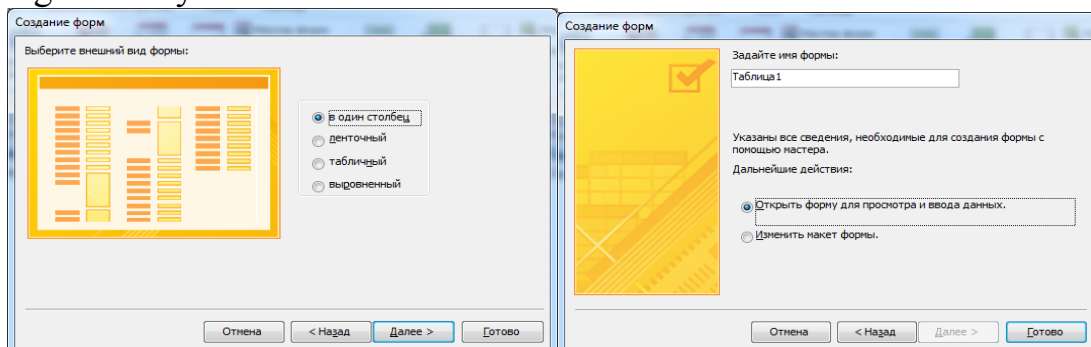 Создание форм
Выберите внешний вид формы:
в один столбец
ленточный
табличный
выровненный
Отмена
< Назад
Далее >
Готово
Создание форм
Задайте имя формы:
Таблица1
Указаны все сведения, необходимые для создания формы с
помощью мастера.
Дальнейшие действия:
Открыть форму для просмотра и ввода данных.
Изменить макет формы.
Отмена
< Назад
Далее >
Готово